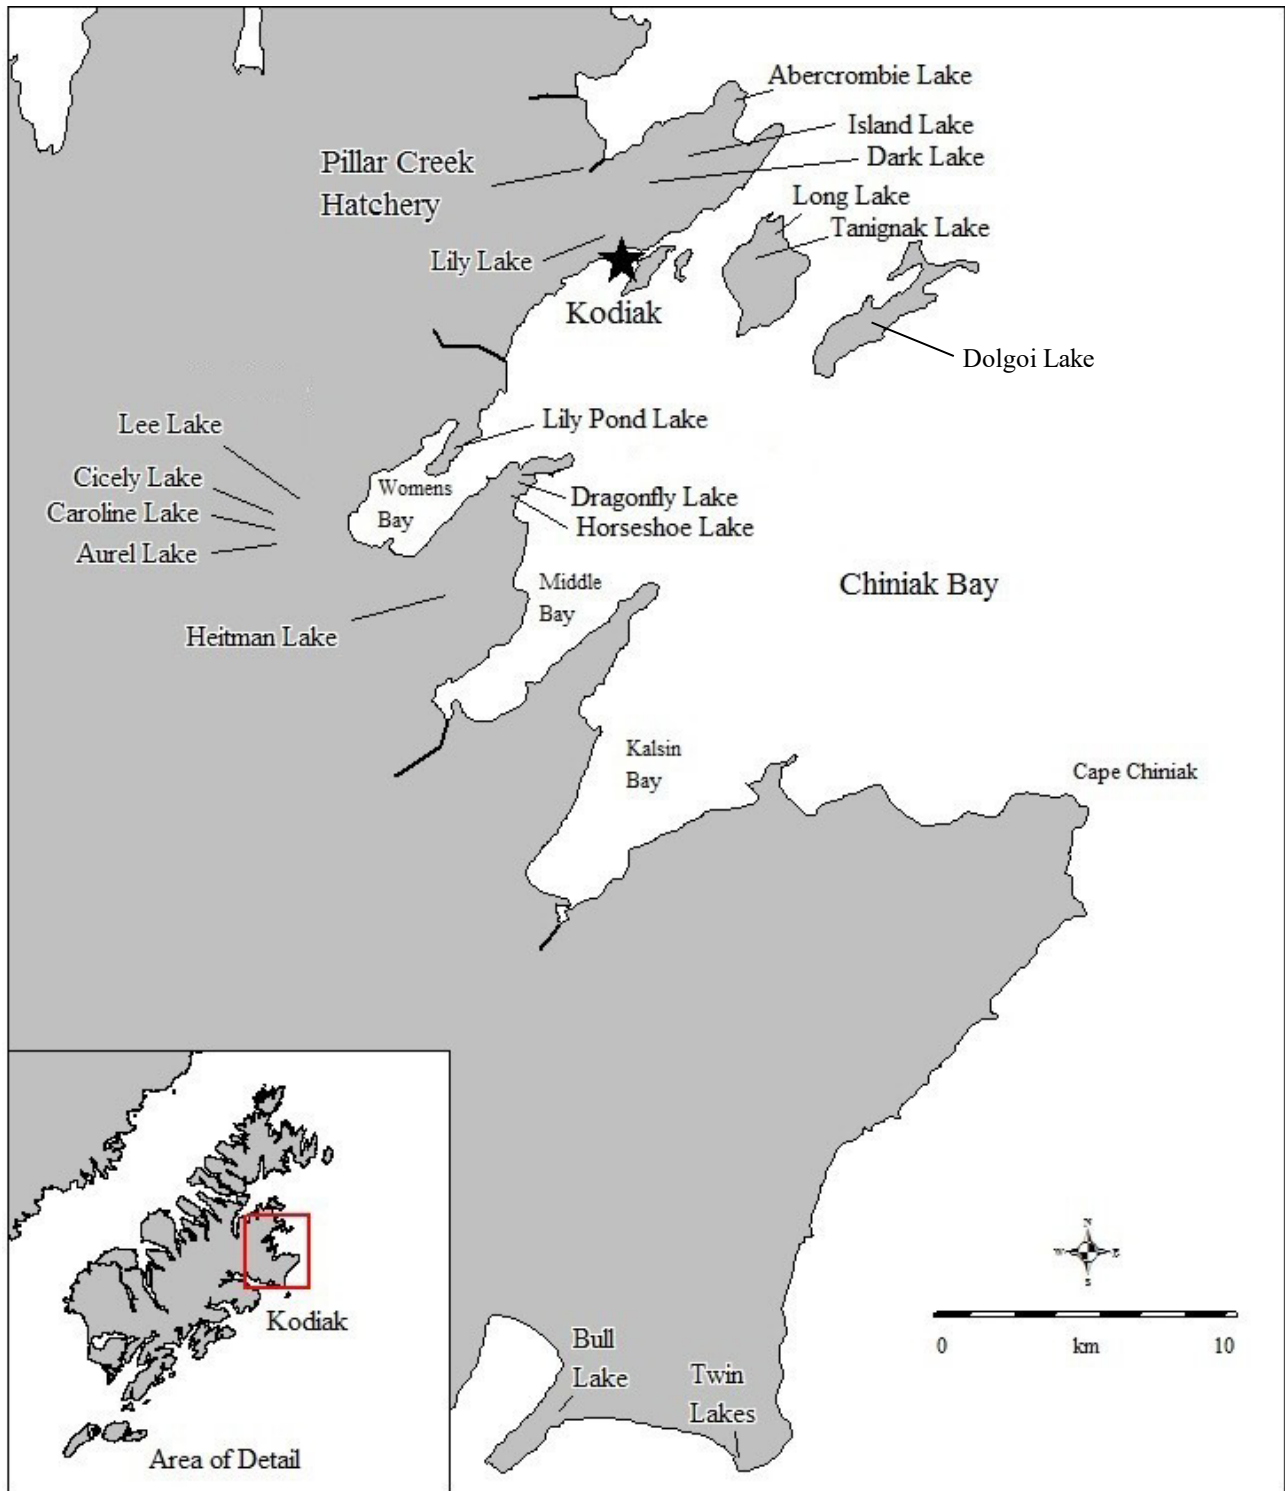 Abercrombie Lake
Island Lake
Dark Lake
Pillar Creek
Hatchery
Long Lake
Tanignak Lake
Lily Lake
Kodiak
Dolgoi Lake
Lee Lake
Lily Pond Lake
Cicely Lake
Womens
Bay
Dragonfly Lake
Caroline Lake
Horseshoe Lake
Aurel Lake
Middle
Bay
Chiniak Bay
Heitman Lake
Kalsin
Bay
Cape Chiniak
N
W
E
S
Kodiak
Bull
Lake
Twin
Lakes
0 km 10
Area of Detail